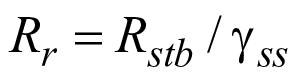 R_r = R_stb / γ_ss